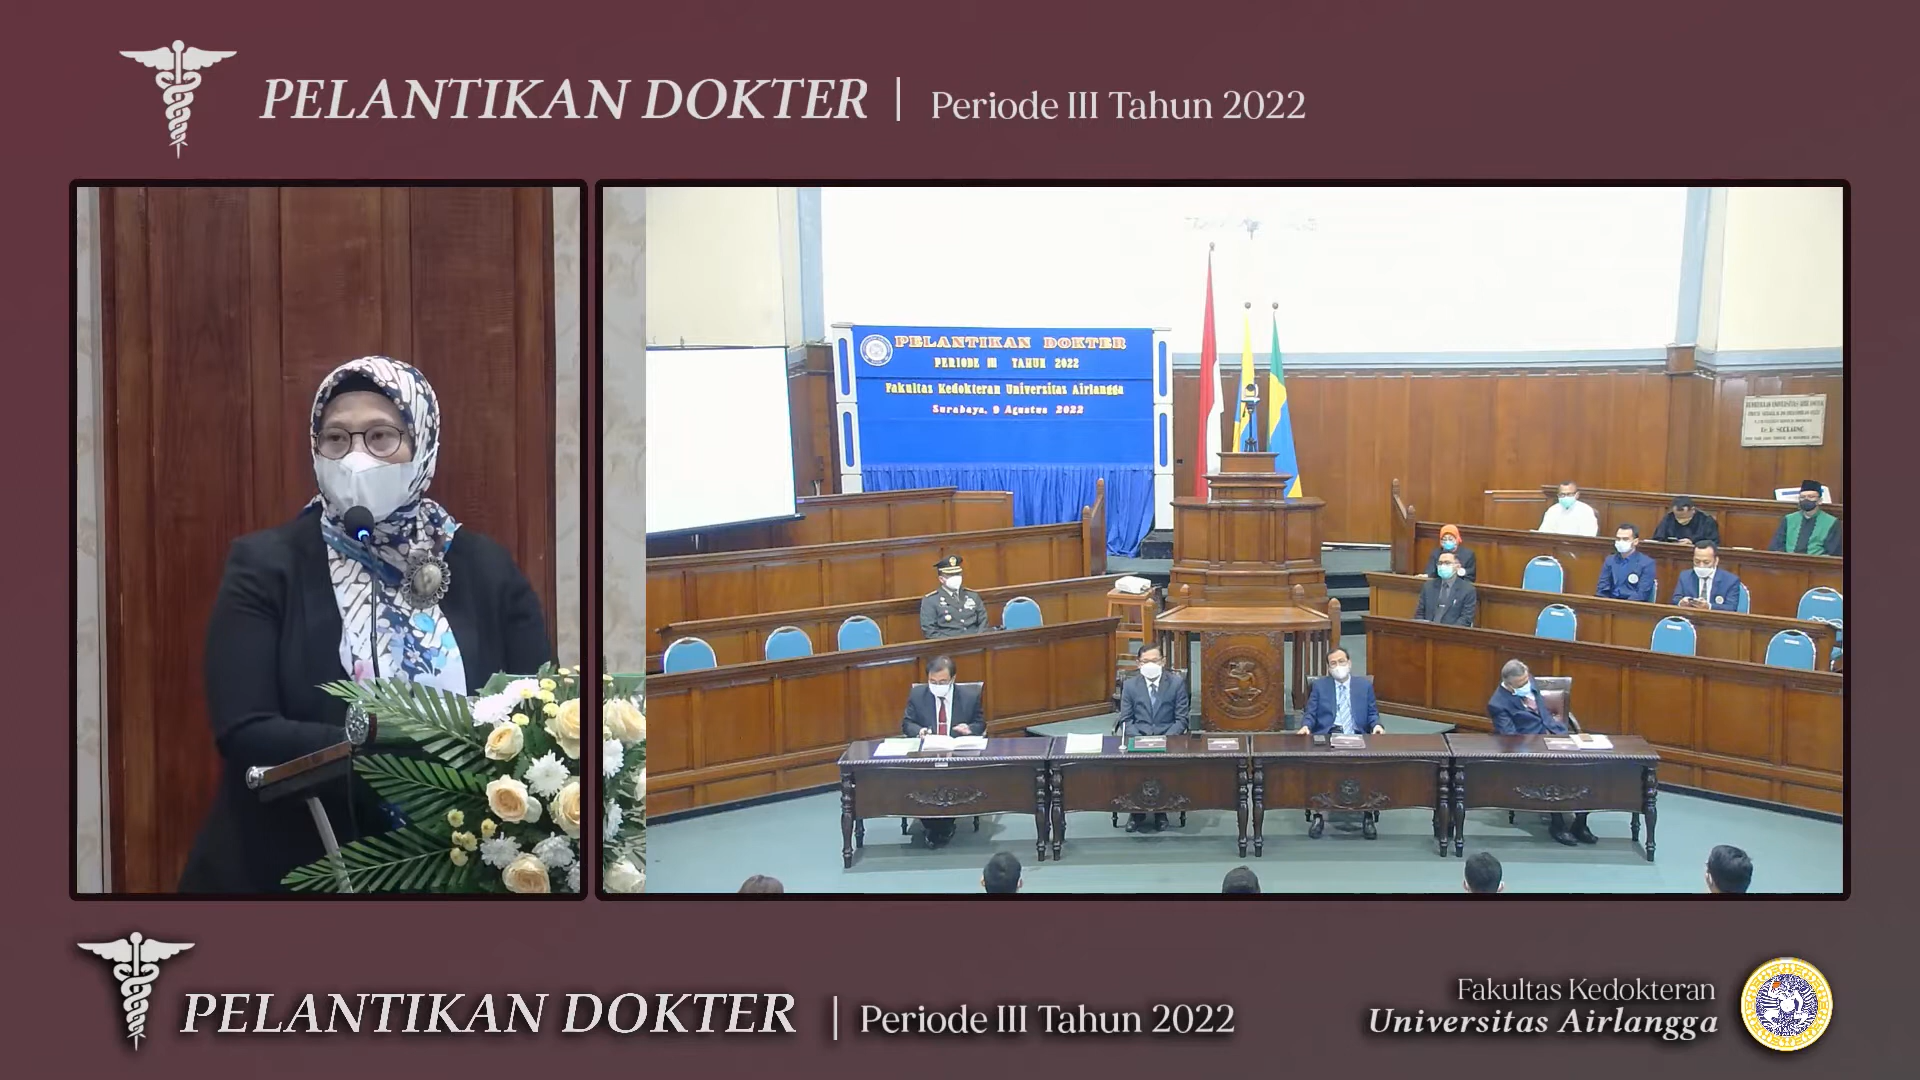 PELANTIKAN DOKTER | Periode III Tahun 2022
PELANTIKAN DOKTER
PERIODE III TAHUN 2022
Fakultas Kedokteran Universitas Airlangga
Surabaya, 9 Agustus 2022
PELANTIKAN DOKTER | Periode III Tahun 2022
Fakultas Kedokteran
Universitas Airlangga